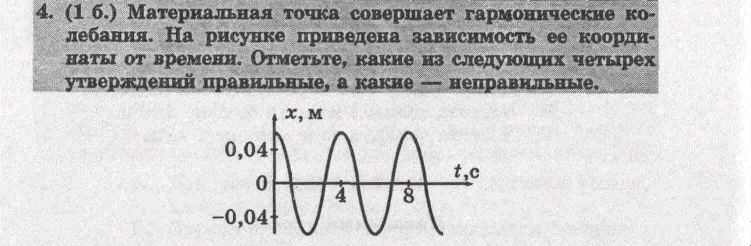 4. (1 б.) Материальная точка совершает гармонические ко-
лебания. На рисунке приведена зависимость ее коорди-
наты от времени. Отметьте, какие из следующих четырех
утверждений правильные, а какие — неправильные.
x, м
0,04
t,с
0
4
8
−0,04